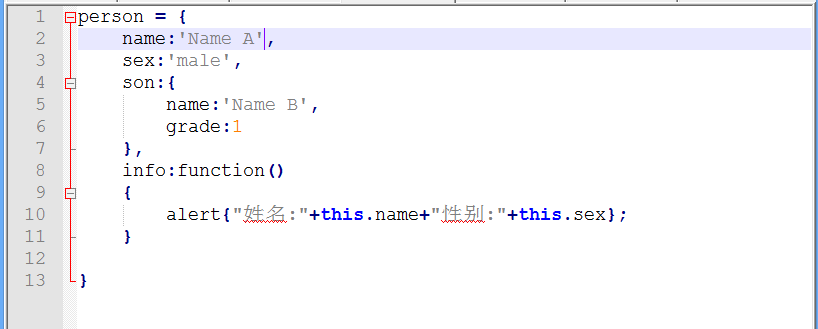 1 person = {
2 name:'Name A',
3 sex:'male',
4 son:{
5 name:'Name B',
6 grade:1
7 },
8 info:function()
9 {
10 alert{"姓名:"+this.name+"性别:"+this.sex};
11 }
12
13 }